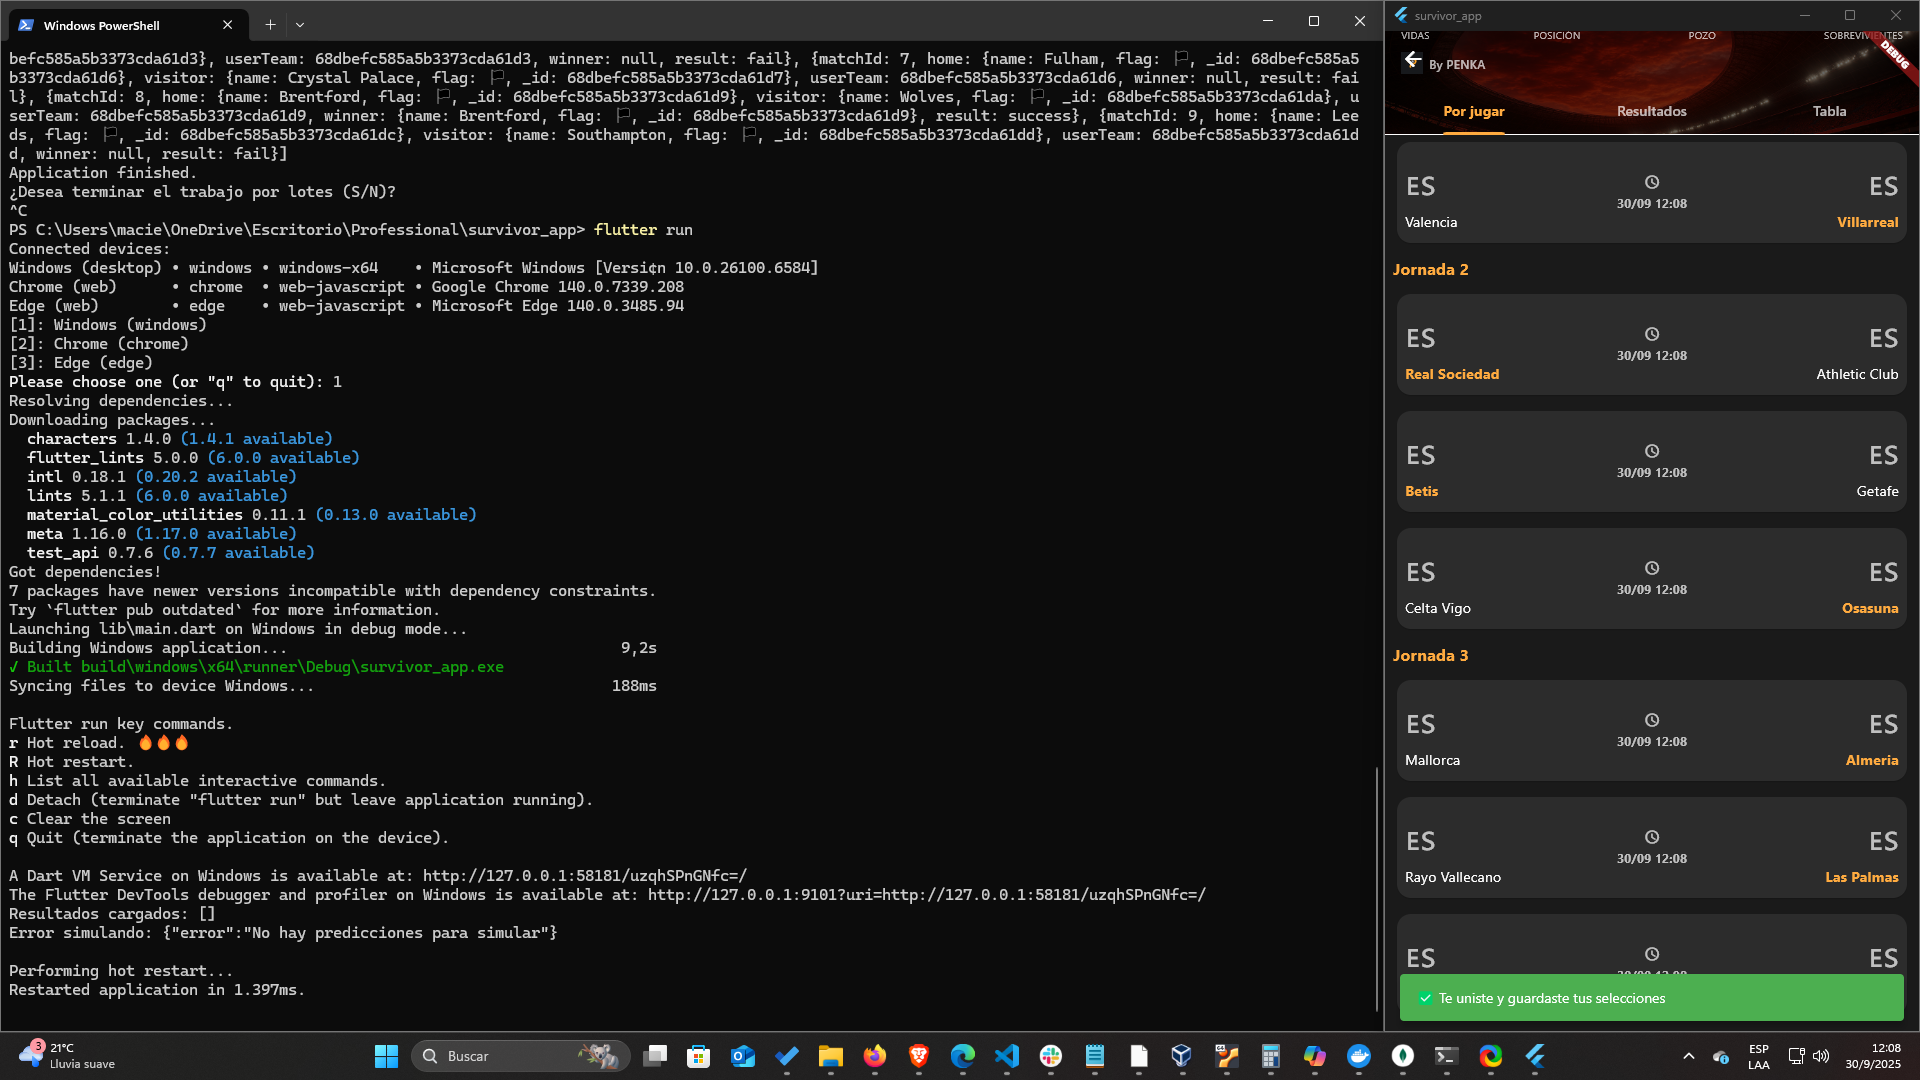 Windows PowerShell
befc585a5b3373cda61d3}, userTeam: 68dbefc585a5b3373cda61d3, winner: null, result: fail}, {matchId: 7, home: {name: Fulham, flag: 🏳, _id: 68dbefc585a5
b3373cda61d6}, visitor: {name: Crystal Palace, flag: 🏳, _id: 68dbefc585a5b3373cda61d7}, userTeam: 68dbefc585a5b3373cda61d6, winner: null, result: fai
l}, {matchId: 8, home: {name: Brentford, flag: 🏳, _id: 68dbefc585a5b3373cda61d9}, visitor: {name: Wolves, flag: 🏳, _id: 68dbefc585a5b3373cda61da}, u
serTeam: 68dbefc585a5b3373cda61d9, winner: {name: Brentford, flag: 🏳, _id: 68dbefc585a5b3373cda61d9}, result: success}, {matchId: 9, home: {name: Lee
ds, flag: 🏳, _id: 68dbefc585a5b3373cda61dc}, visitor: {name: Southampton, flag: 🏳, _id: 68dbefc585a5b3373cda61dd}, userTeam: 68dbefc585a5b3373cda61d
d, winner: null, result: fail}]
Application finished.
¿Desea terminar el trabajo por lotes (S/N)?
^C
PS C:\Users\macie\OneDrive\Escritorio\Professional\survivor_app> flutter run
Connected devices:
Windows (desktop) • windows • windows-x64    • Microsoft Windows [Versi¢n 10.0.26100.6584]
Chrome (web)      • chrome  • web-javascript • Google Chrome 140.0.7339.208
Edge (web)        • edge    • web-javascript • Microsoft Edge 140.0.3485.94
[1]: Windows (windows)
[2]: Chrome (chrome)
[3]: Edge (edge)
Please choose one (or "q" to quit): 1
Resolving dependencies...
Downloading packages...
characters 1.4.0 (1.4.1 available)
flutter_lints 5.0.0 (6.0.0 available)
intl 0.18.1 (0.20.2 available)
lints 5.1.1 (6.0.0 available)
material_color_utilities 0.11.1 (0.13.0 available)
meta 1.16.0 (1.17.0 available)
test_api 0.7.6 (0.7.7 available)
Got dependencies!
7 packages have newer versions incompatible with dependency constraints.
Try `flutter pub outdated` for more information.
Launching lib\main.dart on Windows in debug mode...
Building Windows application... 9,2s
√ Built build\windows\x64\runner\Debug\survivor_app.exe
Syncing files to device Windows... 188ms
Flutter run key commands.
r Hot reload. 🔥🔥🔥
R Hot restart.
h List all available interactive commands.
d Detach (terminate "flutter run" but leave application running).
c Clear the screen
q Quit (terminate the application on the device).
A Dart VM Service on Windows is available at: http://127.0.0.1:58181/uzqhSPnGNfc=/
The Flutter DevTools debugger and profiler on Windows is available at: http://127.0.0.1:9101?uri=http://127.0.0.1:58181/uzqhSPnGNfc=/
Resultados cargados: []
Error simulando: {"error":"No hay predicciones para simular"}
Performing hot restart...
Restarted application in 1.397ms.
survivor_app
VIDAS POSICIÓN POZO SOBREVIVIENTES
DEBUG
By PENKA
Por jugar Resultados Tabla
ES ES
30/09 12:08
Valencia Villarreal
Jornada 2
ES ES
30/09 12:08
Real Sociedad Athletic Club
ES ES
30/09 12:08
Betis Getafe
ES ES
30/09 12:08
Celta Vigo Osasuna
Jornada 3
ES ES
30/09 12:08
Mallorca Almeria
ES ES
30/09 12:08
Rayo Vallecano Las Palmas
ES ES
Te uniste y guardaste tus selecciones
3
21°C
Lluvia suave
Buscar
ESP
LAA
12:08
30/9/2025